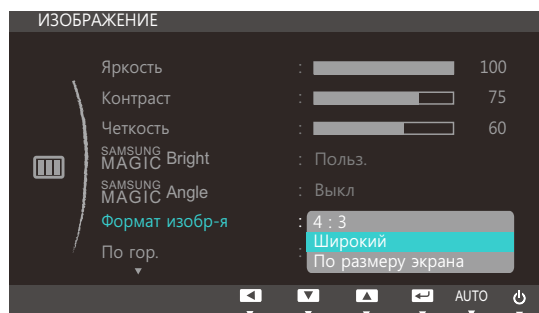 ИЗОБРАЖЕНИЕ
Яркость : 100
Контраст : 75
Четкость : 60
SAMSUNG MAGIC Bright : Польз.
SAMSUNG MAGIC Angle : Выкл
Формат изобр-я : 4 : 3
Широкий
По гор. : По размеру экрана
AUTO